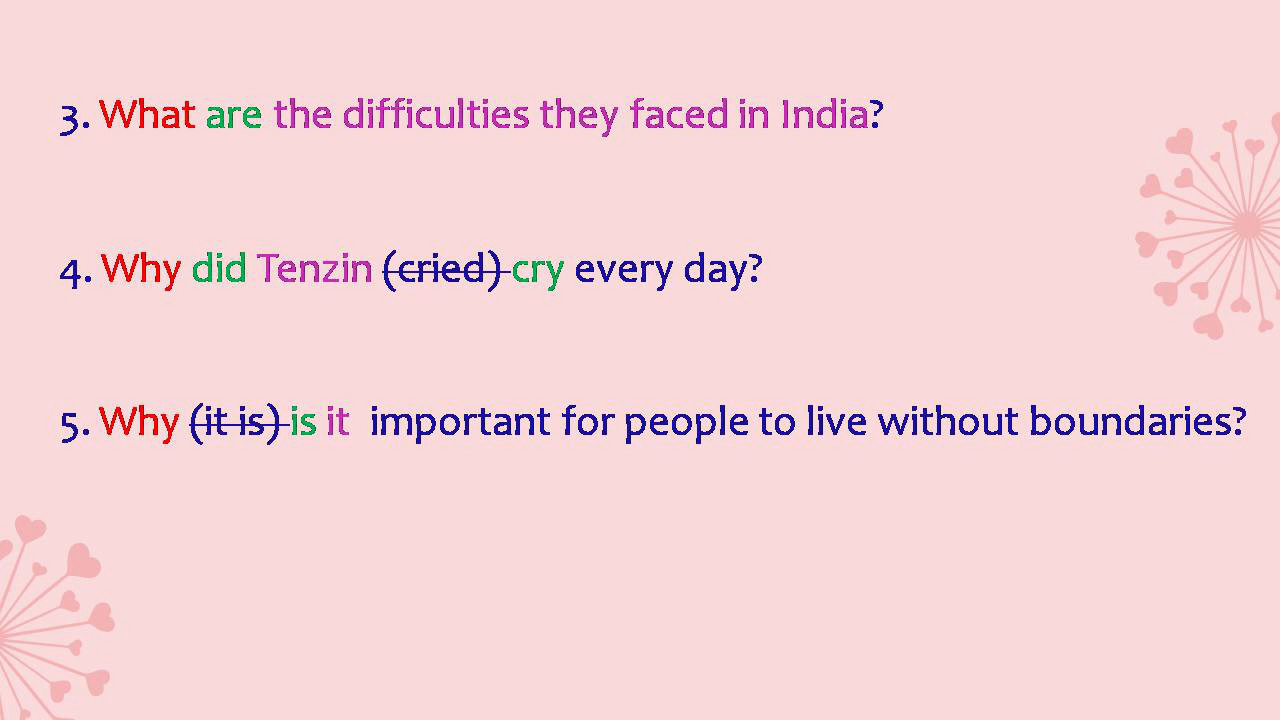 3. What are the difficulties they faced in India?
4. Why did Tenzin (cried) cry every day?
5. Why (it is) is it important for people to live without boundaries?